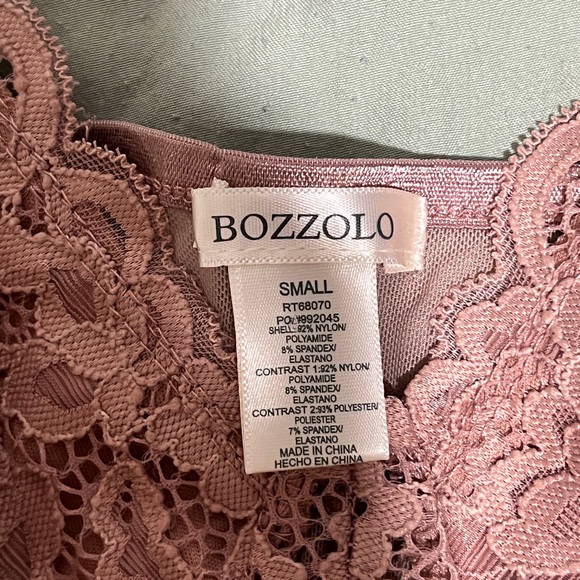 BOZZOLO
SMALL
RT68070
PO#992045
SHELL:92% NYLON/
POLYAMIDE
8% SPANDEX/
ELASTANO
CONTRAST 1:92% NYLON/
POLYAMIDE
8% SPANDEX/
ELASTANO
CONTRAST 2:93% POLYESTER/
POLIESTER
7% SPANDEX/
ELASTANO
MADE IN CHINA
HECHO EN CHINA